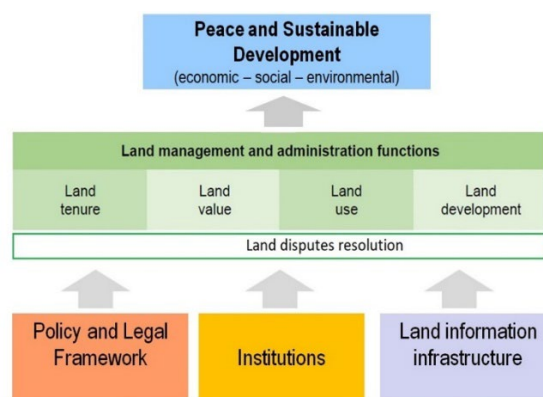 Peace and Sustainable
Development
(economic – social – environmental)
Land management and administration functions
Land
tenure
Land
value
Land
use
Land
development
Land disputes resolution
Policy and Legal
Framework
Institutions
Land information
infrastructure